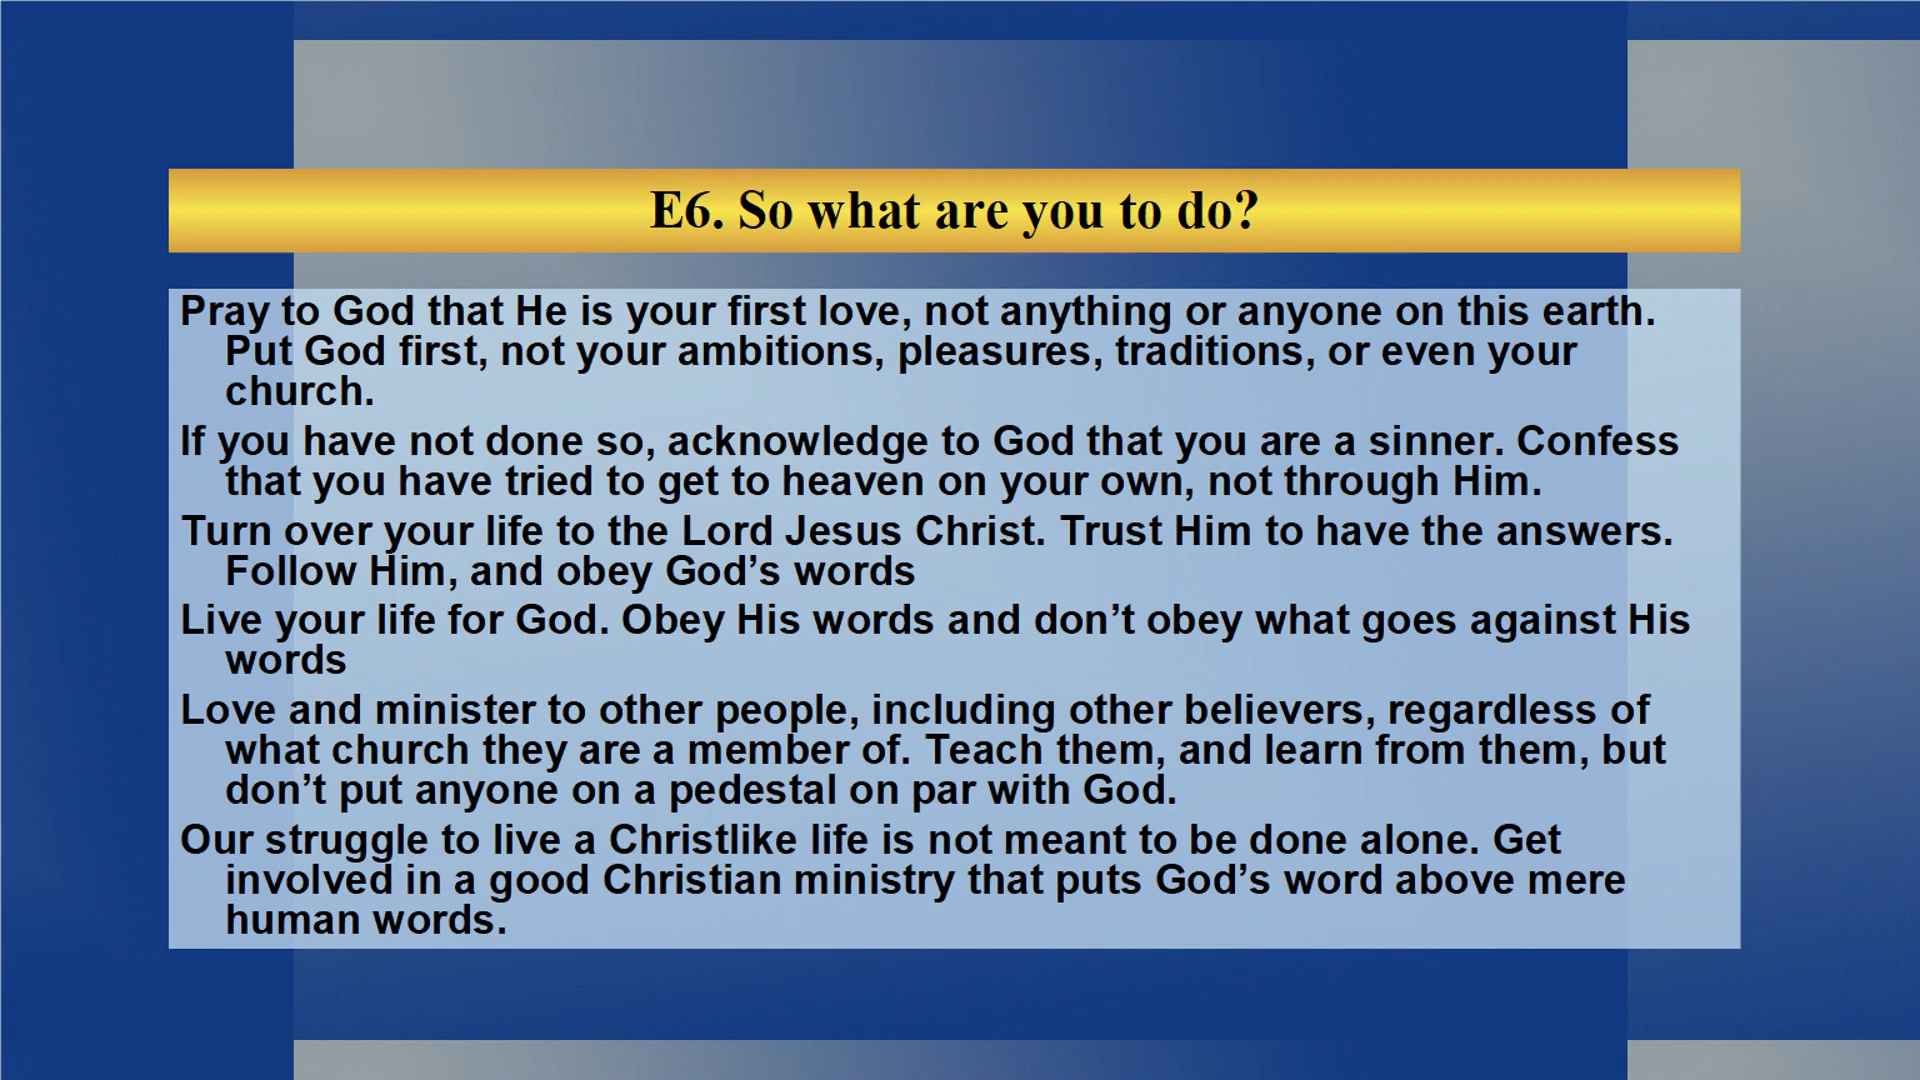 E6. So what are you to do?
Pray to God that He is your first love, not anything or anyone on this earth.
Put God first, not your ambitions, pleasures, traditions, or even your
church.
If you have not done so, acknowledge to God that you are a sinner. Confess
that you have tried to get to heaven on your own, not through Him.
Turn over your life to the Lord Jesus Christ. Trust Him to have the answers.
Follow Him, and obey God’s words
Live your life for God. Obey His words and don’t obey what goes against His
words
Love and minister to other people, including other believers, regardless of
what church they are a member of. Teach them, and learn from them, but
don’t put anyone on a pedestal on par with God.
Our struggle to live a Christlike life is not meant to be done alone. Get
involved in a good Christian ministry that puts God’s word above mere
human words.